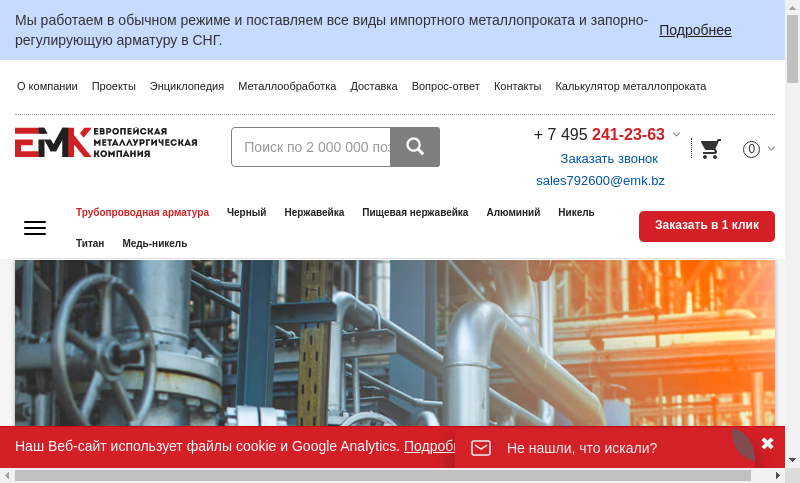 Мы работаем в обычном режиме и поставляем все виды импортного металлопроката и запорно-
регулирующую арматуру в СНГ.
Подробнее
О компании Проекты Энциклопедия Металлообработка Доставка Вопрос-ответ Контакты Калькулятор металлопроката
ЕМК ЕВРОПЕЙСКАЯ
МЕТАЛЛУРГИЧЕСКАЯ
КОМПАНИЯ
Поиск по 2 000 000 поз
+ 7 495 241-23-63
Заказать звонок
sales792600@emk.bz
0
Трубопроводная арматура Черный Нержавейка Пищевая нержавейка Алюминий Никель
Титан Медь-никель
Заказать в 1 клик
Наш Веб-сайт использует файлы cookie и Google Analytics. Подробн
Не нашли, что искали?